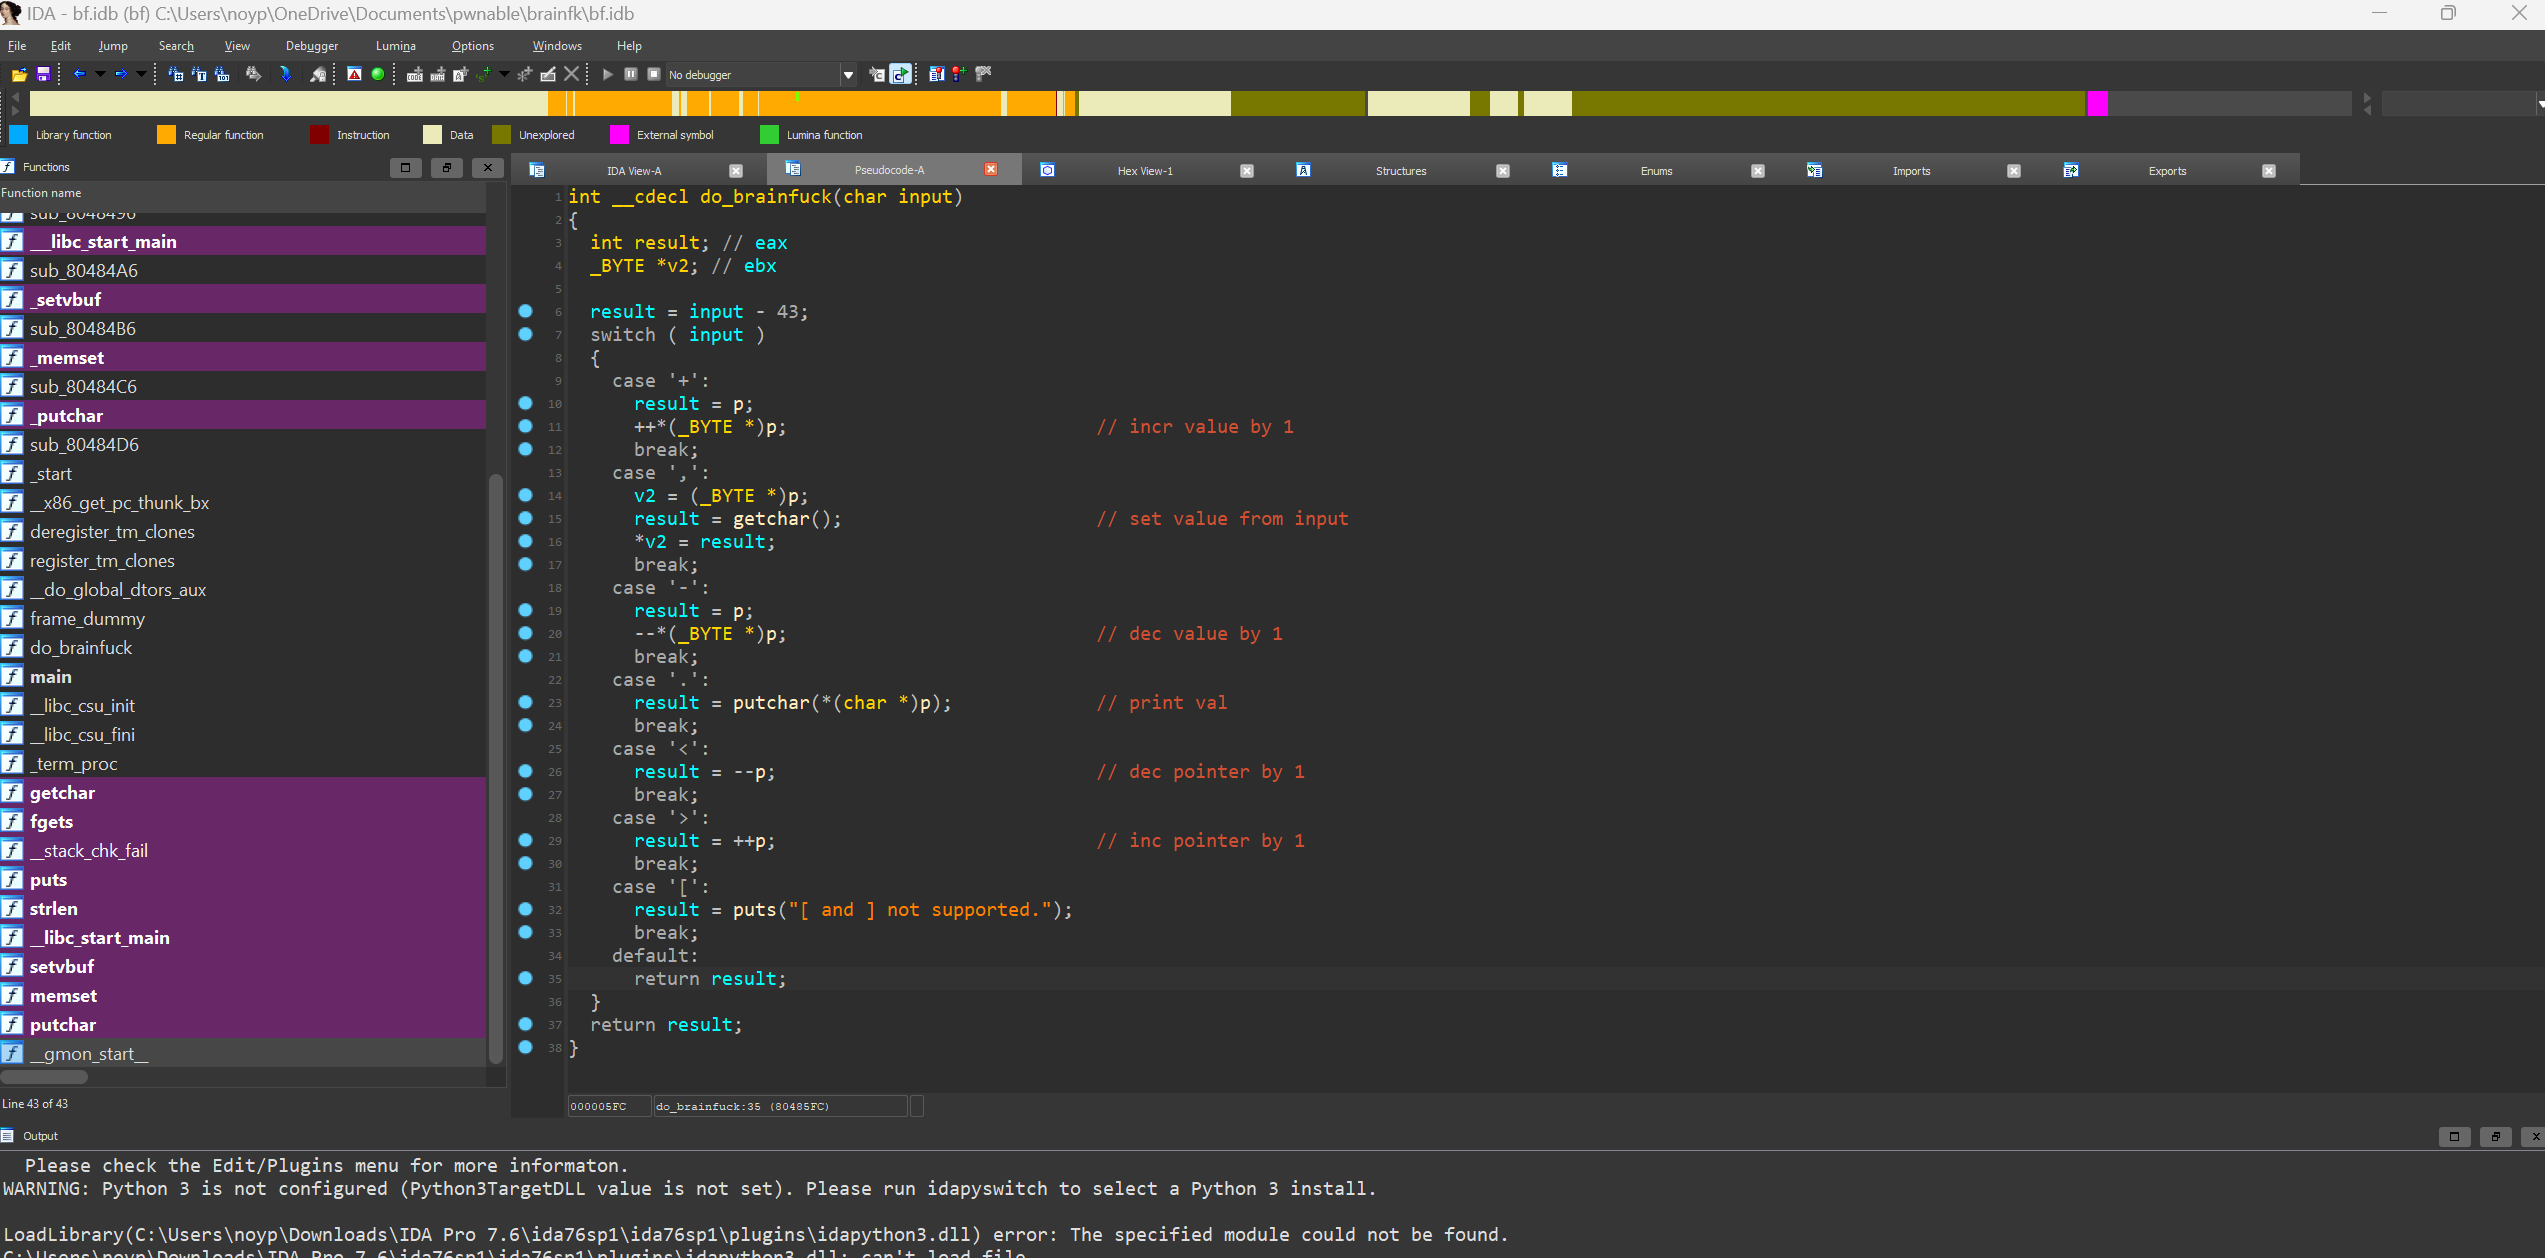 IDA - bf.idb (bf) C:\Users\noyp\OneDrive\Documents\pwnable\brainfk\bf.idb
File Edit Jump Search View Debugger Lumina Options Windows Help
No debugger
Library function Regular function Instruction Data Unexplored External symbol Lumina function
Functions
Function name
sub_8048496
__libc_start_main
sub_80484A6
_setvbuf
sub_80484B6
_memset
sub_80484C6
_putchar
sub_80484D6
_start
__x86_get_pc_thunk_bx
deregister_tm_clones
register_tm_clones
__do_global_dtors_aux
frame_dummy
do_brainfuck
main
__libc_csu_init
__libc_csu_fini
_term_proc
getchar
fgets
__stack_chk_fail
puts
strlen
__libc_start_main
setvbuf
memset
putchar
__gmon_start__
Line 43 of 43
IDA View-A Pseudocode-A Hex View-1 Structures Enums Imports Exports
1 int __cdecl do_brainfuck(char input)
2 {
3 int result; // eax
4 _BYTE *v2; // ebx
5
6 result = input - 43;
7 switch ( input )
8 {
9 case '+':
10 result = p;
11 ++*(_BYTE *)p; // incr value by 1
12 break;
13 case ',':
14 v2 = (_BYTE *)p;
15 result = getchar(); // set value from input
16 *v2 = result;
17 break;
18 case '-':
19 result = p;
20 --*(_BYTE *)p; // dec value by 1
21 break;
22 case '.':
23 result = putchar(*(char *)p); // print val
24 break;
25 case '<':
26 result = --p; // dec pointer by 1
27 break;
28 case '>':
29 result = ++p; // inc pointer by 1
30 break;
31 case '[':
32 result = puts("[ and ] not supported.");
33 break;
34 default:
35 return result;
36 }
37 return result;
38 }
000005FC do_brainfuck:35 (80485FC)
Output
Please check the Edit/Plugins menu for more informaton.
WARNING: Python 3 is not configured (Python3TargetDLL value is not set). Please run idapyswitch to select a Python 3 install.
LoadLibrary(C:\Users\noyp\Downloads\IDA Pro 7.6\ida76sp1\ida76sp1\plugins\idapython3.dll) error: The specified module could not be found.
C:\Users\noyp\Downloads\IDA Pro 7.6\ida76sp1\ida76sp1\plugins\idapython3.dll: can't load file